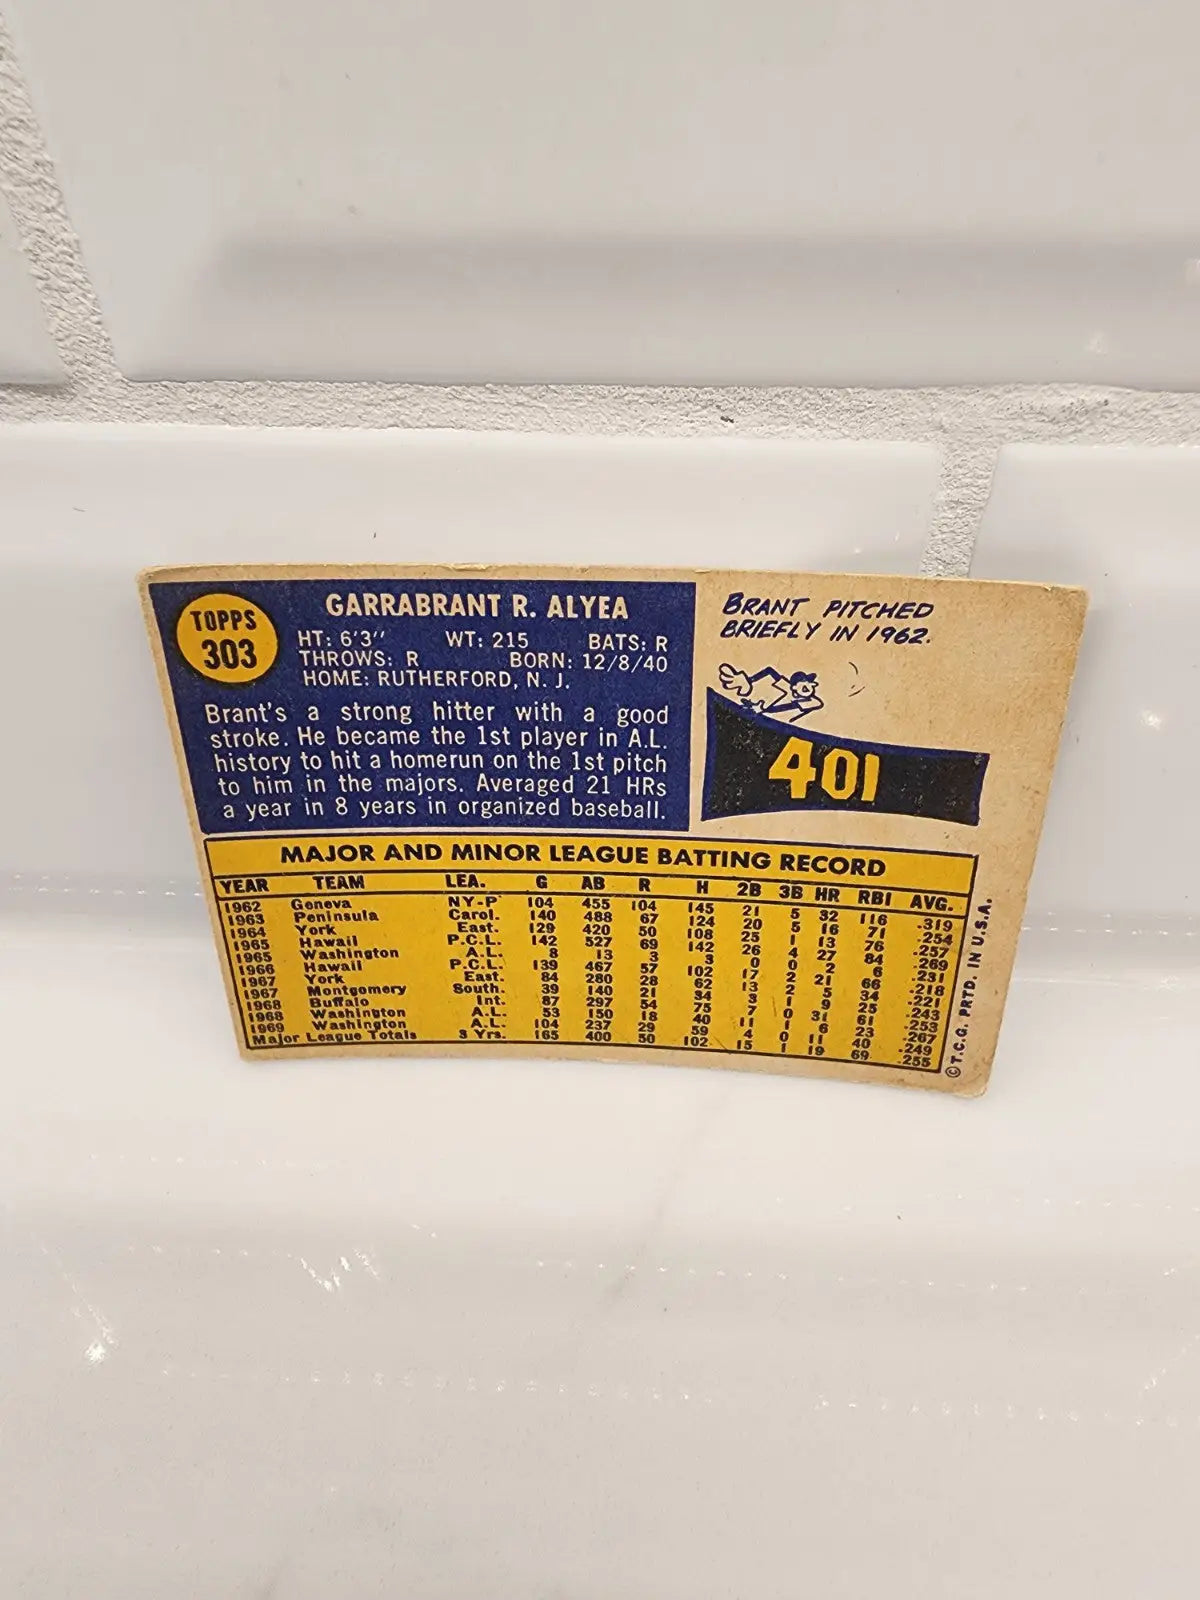 TOPPS
303
GARRABRANT R. ALYEA
HT: 6'3" WT: 215 BATS: R
THROWS: R BORN: 12/8/40
HOME: RUTHERFORD, N. J.
Brant's a strong hitter with a good
stroke. He became the 1st player in A.L.
history to hit a homerun on the 1st pitch
to him in the majors. Averaged 21 HRs
a year in 8 years in organized baseball.
BRANT PITCHED
BRIEFLY IN 1962.
401
MAJOR AND MINOR LEAGUE BATTING RECORD
YEAR TEAM LEA. G AB R H 2B 3B HR RBI AVG.
1962 Geneva NY-P 104 455 104 145 21 5 32 116 .319
1963 Peninsula Carol. 140 488 67 124 20 5 16 71 .254
1964 York East. 129 420 50 108 25 1 13 76 .257
1965 Hawaii P.C.L. 142 527 69 142 26 4 27 84 .269
1965 Washington A.L. 8 13 3 3 0 0 2 6 .231
1966 Hawaii P.C.L. 139 467 57 102 17 2 21 66 .218
1967 York East. 84 280 28 62 13 2 5 34 .221
1967 Montgomery South. 39 140 21 34 3 1 9 25 .243
1968 Buffalo Int. 87 297 54 75 7 0 31 61 .253
1968 Washington A.L. 53 150 18 40 11 1 6 23 .267
1969 Washington A.L. 104 237 29 59 4 0 11 40 .249
Major League Totals 3 Yrs. 165 400 50 102 15 1 19 69 .255
© T.C.G. PRTD. IN U.S.A.